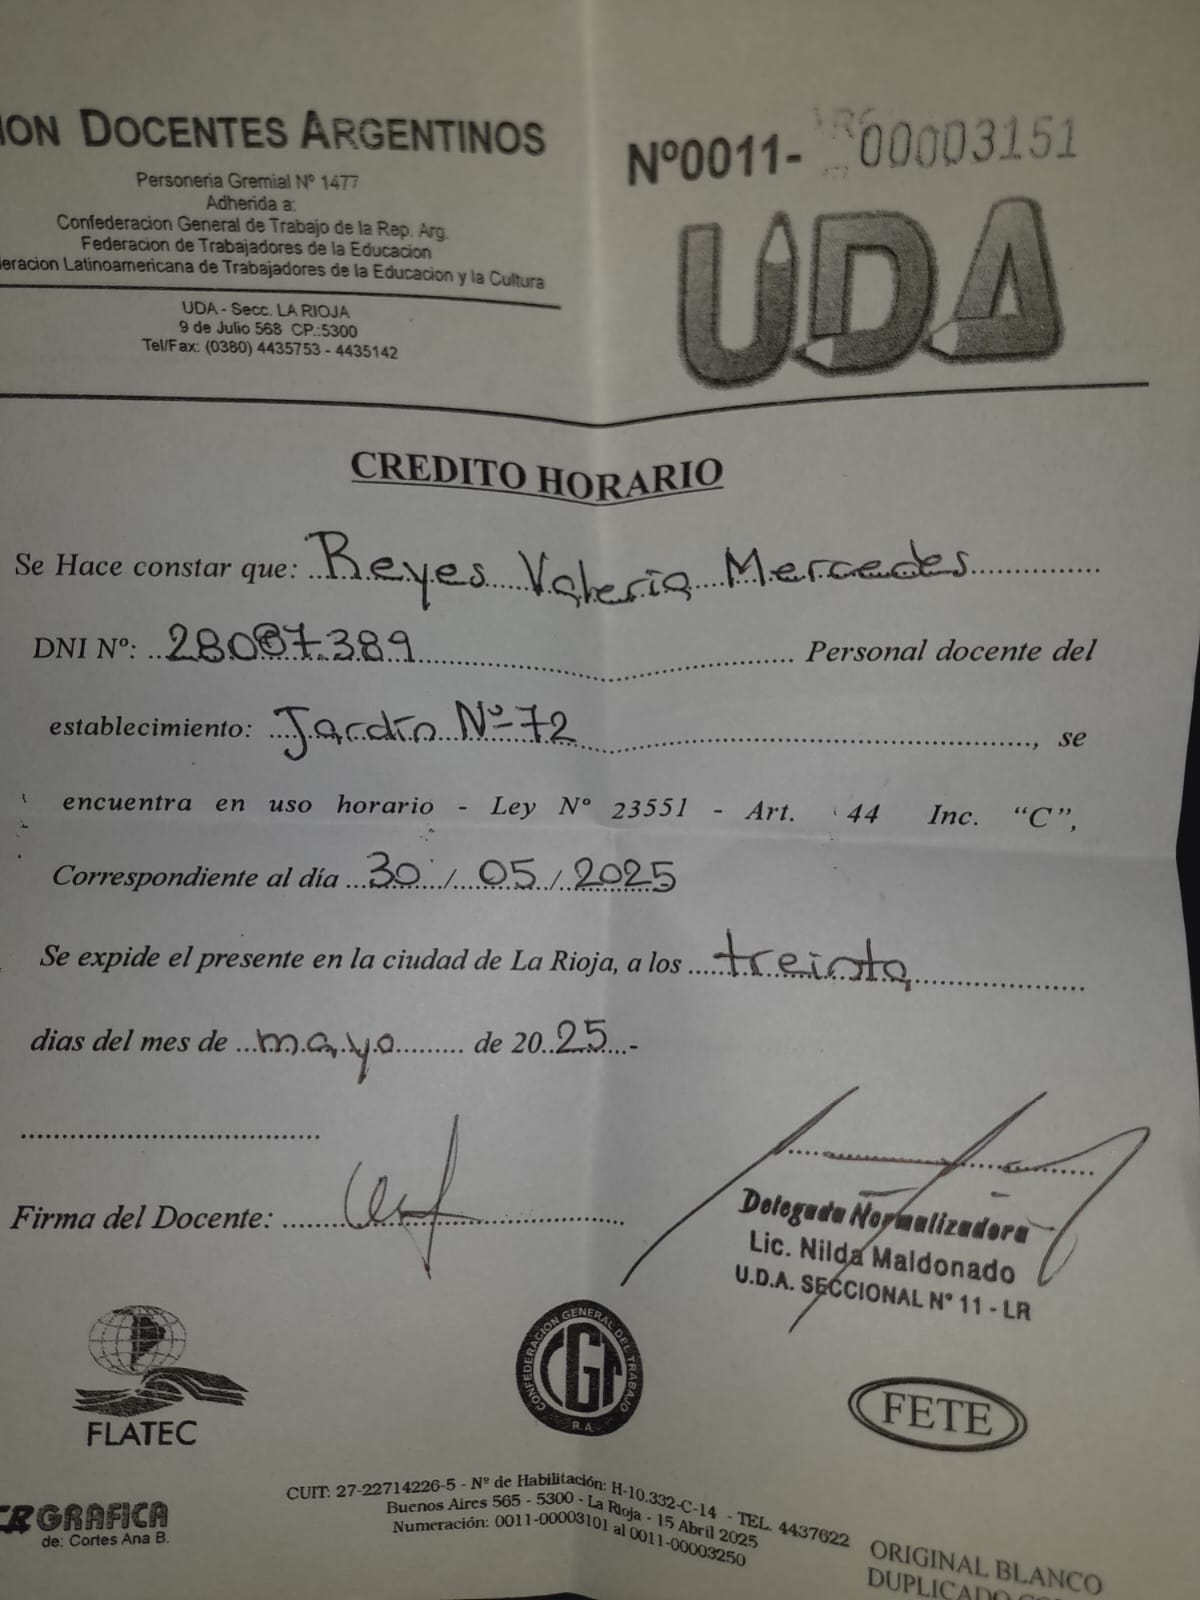 ION DOCENTES ARGENTINOS
Personeria Gremial Nº 1477
Adherida a:
Confederacion General de Trabajo de la Rep. Arg.
Federacion de Trabajadores de la Educacion
eracion Latinoamericana de Trabajadores de la Educacion y la Cultura
UDA - Secc. LA RIOJA
9 de Julio 568 CP.:5300
Tel/Fax: (0380) 4435753 - 4435142
Nº0011- 00003151
UDA
CREDITO HORARIO
Se Hace constar que: Reyes Valeria Mercedes
DNI Nº: 28087.389 Personal docente del
establecimiento: Jardín Nº 72, se
encuentra en uso horario - Ley Nº 23551 - Art. 44 Inc. “C”,
Correspondiente al día 30 / 05 / 2025
Se expide el presente en la ciudad de La Rioja, a los treinta
dias del mes de mayo de 20 25 -
Firma del Docente:
Delegada Normalizadora
Lic. Nilda Maldonado
U.D.A. SECCIONAL Nº 11 - LR
FLATEC
CONFEDERACION GENERAL DEL TRABAJO
CGT
R.A.
FETE
GRAFICA
de: Cortes Ana B.
CUIT: 27-22714226-5 - Nº de Habilitación: H-10.332-C-14 - TEL. 4437622
Buenos Aires 565 - 5300 - La Rioja - 15 Abril 2025
Numeración: 0011-00003101 al 0011-00003250
ORIGINAL BLANCO
DUPLICADO